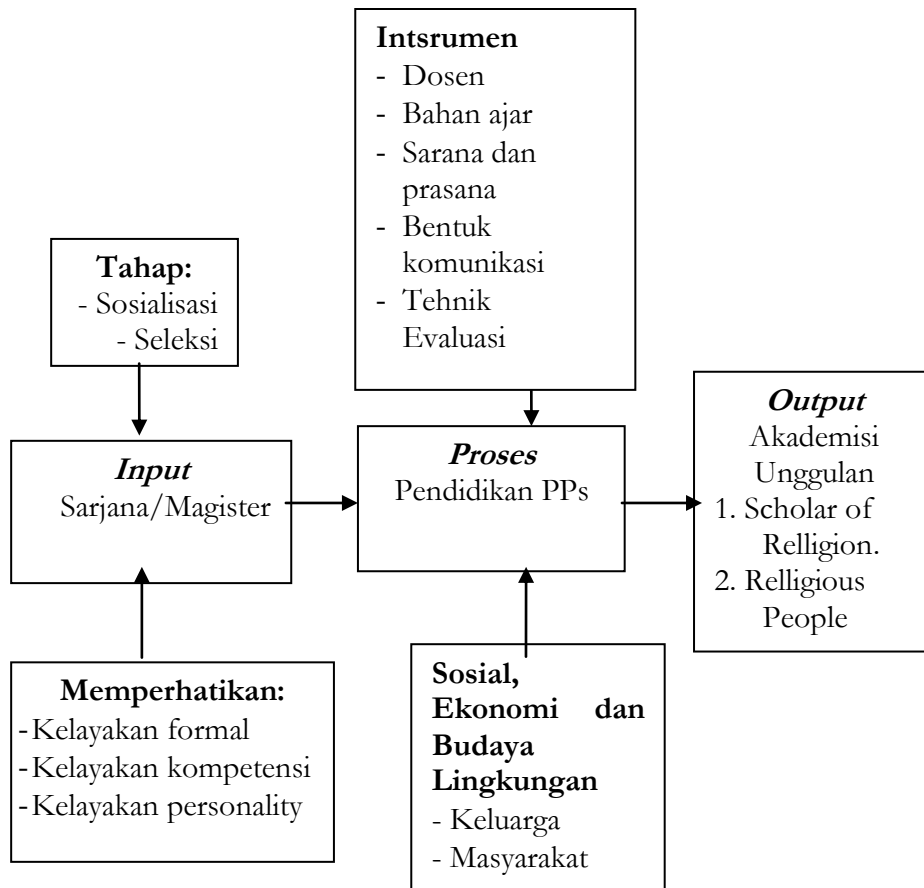 Intsrumen
- Dosen
- Bahan ajar
- Sarana dan
prasana
- Bentuk
komunikasi
- Tehnik
Evaluasi
Tahap:
- Sosialisasi
- Seleksi
Input
Sarjana/Magister
Proses
Pendidikan PPs
Output
Akademisi
Unggulan
1. Scholar of
Relligion.
2. Relligious
People
Memperhatikan:
-Kelayakan formal
-Kelayakan kompetensi
-Kelayakan personality
Sosial,
Ekonomi dan
Budaya
Lingkungan
- Keluarga
- Masyarakat